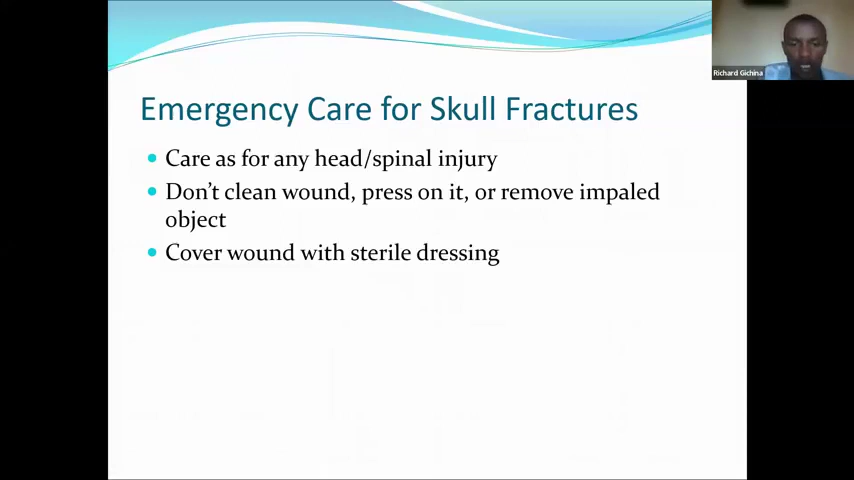 Richard Gichina
Emergency Care for Skull Fractures
Care as for any head/spinal injury
Don't clean wound, press on it, or remove impaled
object
Cover wound with sterile dressing